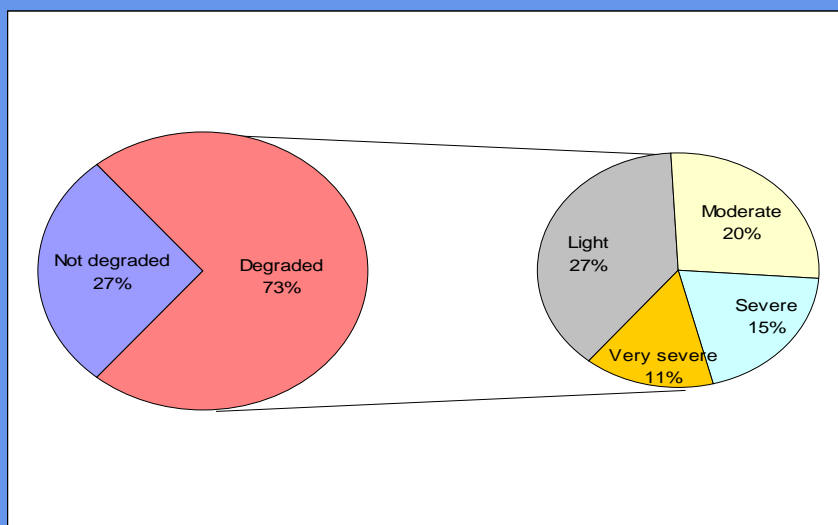 Not degraded
27%
Degraded
73%
Light
27%
Moderate
20%
Severe
15%
Very severe
11%